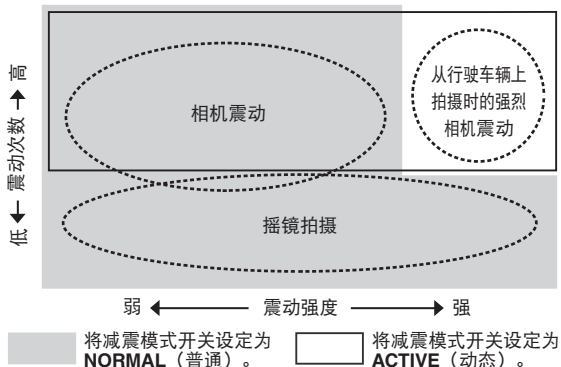 高
震动次数
低
相机震动
从行驶车辆上
拍摄时的强烈
相机震动
摇镜拍摄
弱
震动强度
强
将减震模式开关设定为
NORMAL（普通）。
将减震模式开关设定为
ACTIVE（动态）。